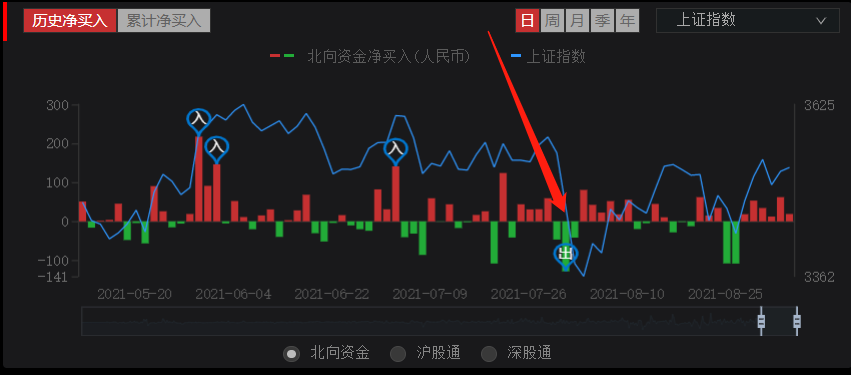 历史净买入 累计净买入 日 周 月 季 年 上证指数
北向资金净买入(人民币) 上证指数
300 3625
入
200 入 入
100
0
出
-100
-141 3362
2021-05-20 2021-06-04 2021-06-22 2021-07-09 2021-07-26 2021-08-10 2021-08-25
北向资金 沪股通 深股通